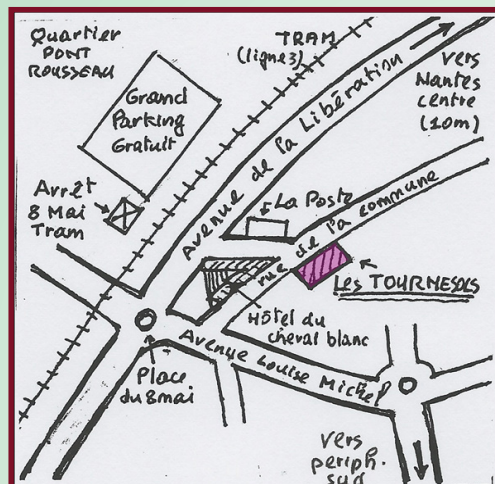 Quartier
PONT
ROUSSEAU
TRAM
(ligne3)
vers
Nantes
centre
(10m)
Grand
Parking
Gratuit
Avenue de la Libération
Arrêt
8 Mai
Tram
La Poste
rue de la commune
Les TOURNESOLS
Hôtel du
cheval blanc
Avenue Louise Michel
Place
du 8mai
vers
periph.
sud